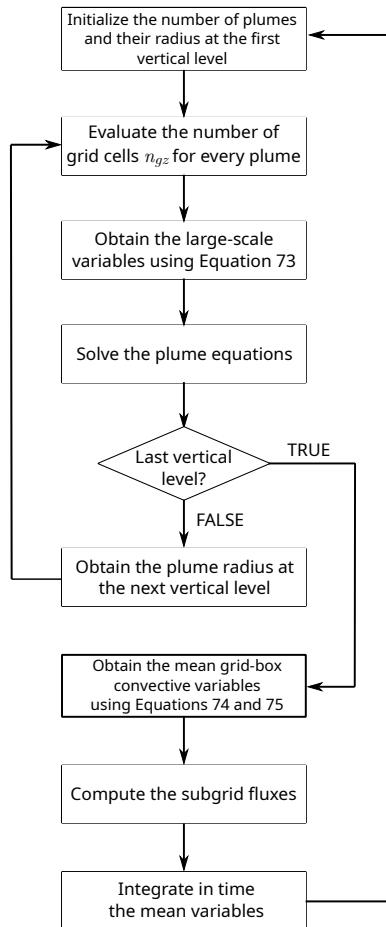 Initialize the number of plumes
and their radius at the first
vertical level
Evaluate the number of
grid cells n_{gz} for every plume
Obtain the large-scale
variables using Equation 73
Solve the plume equations
Last vertical
level?
TRUE
FALSE
Obtain the plume radius at
the next vertical level
Obtain the mean grid-box
convective variables
using Equations 74 and 75
Compute the subgrid fluxes
Integrate in time
the mean variables